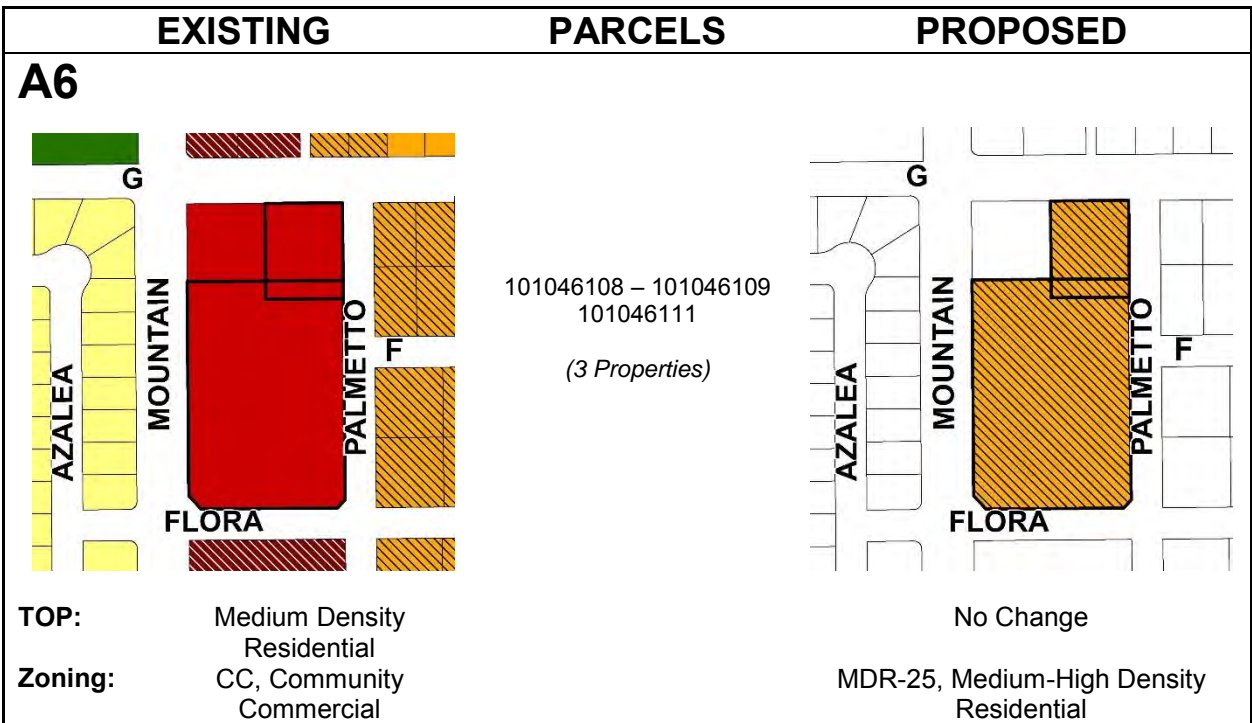 EXISTING PARCELS PROPOSED
A6
G
MOUNTAIN
AZALEA
PALMETTO
F
FLORA
101046108 – 101046109
101046111
(3 Properties)
G
MOUNTAIN
AZALEA
PALMETTO
F
FLORA
TOP: Medium Density No Change
Residential
Zoning: CC, Community MDR-25, Medium-High Density
Commercial Residential